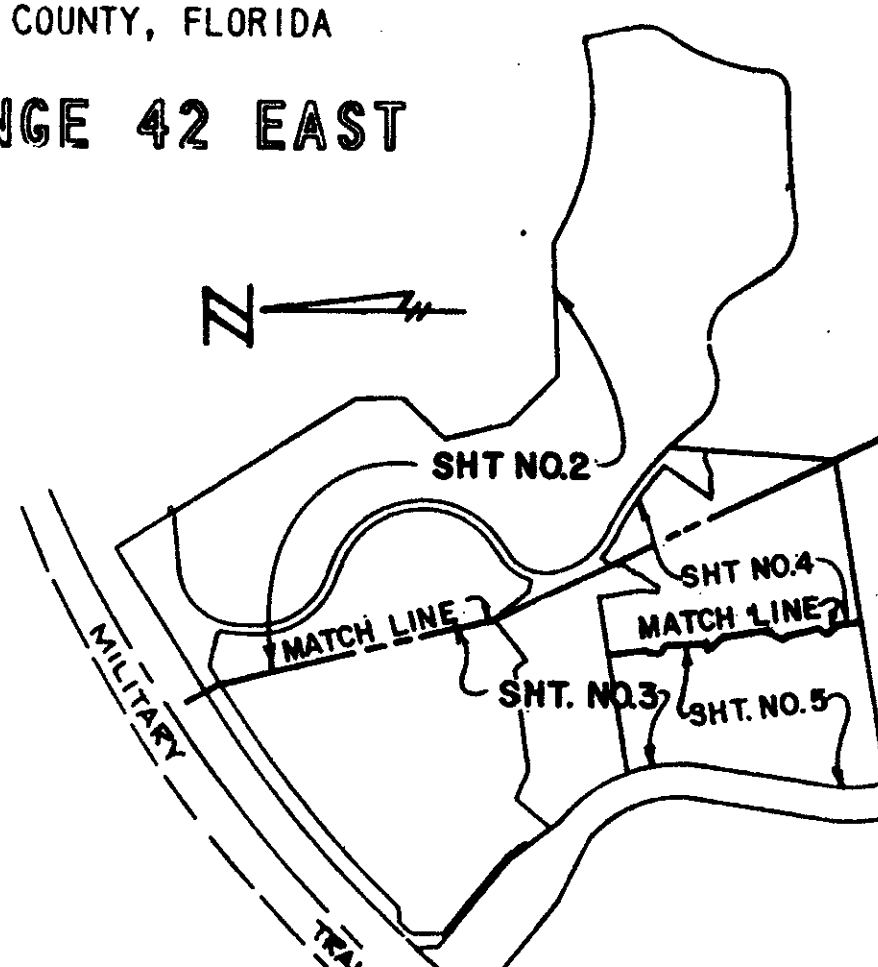 COUNTY, FLORIDA
NGE 42 EAST
N
SHT NO.2
SHT NO.4
MATCH LINE
MATCH LINE
SHT. NO.3
SHT. NO.5
MILITARY